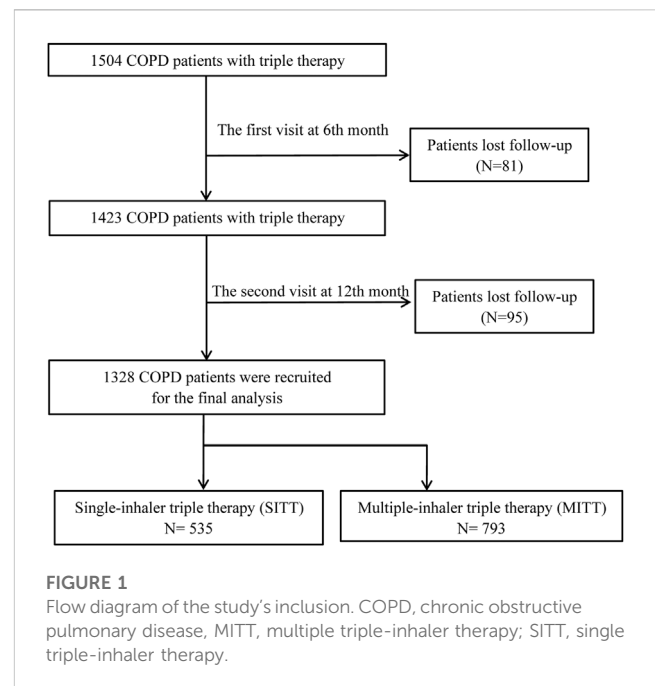 1504 COPD patients with triple therapy
The first visit at 6th month
Patients lost follow-up
(N=81)
1423 COPD patients with triple therapy
The second visit at 12th month
Patients lost follow-up
(N=95)
1328 COPD patients were recruited
for the final analysis
Single-inhaler triple therapy (SITT)
N= 535
Multiple-inhaler triple therapy (MITT)
N= 793
FIGURE 1
Flow diagram of the study's inclusion. COPD, chronic obstructive
pulmonary disease, MITT, multiple triple-inhaler therapy; SITT, single
triple-inhaler therapy.